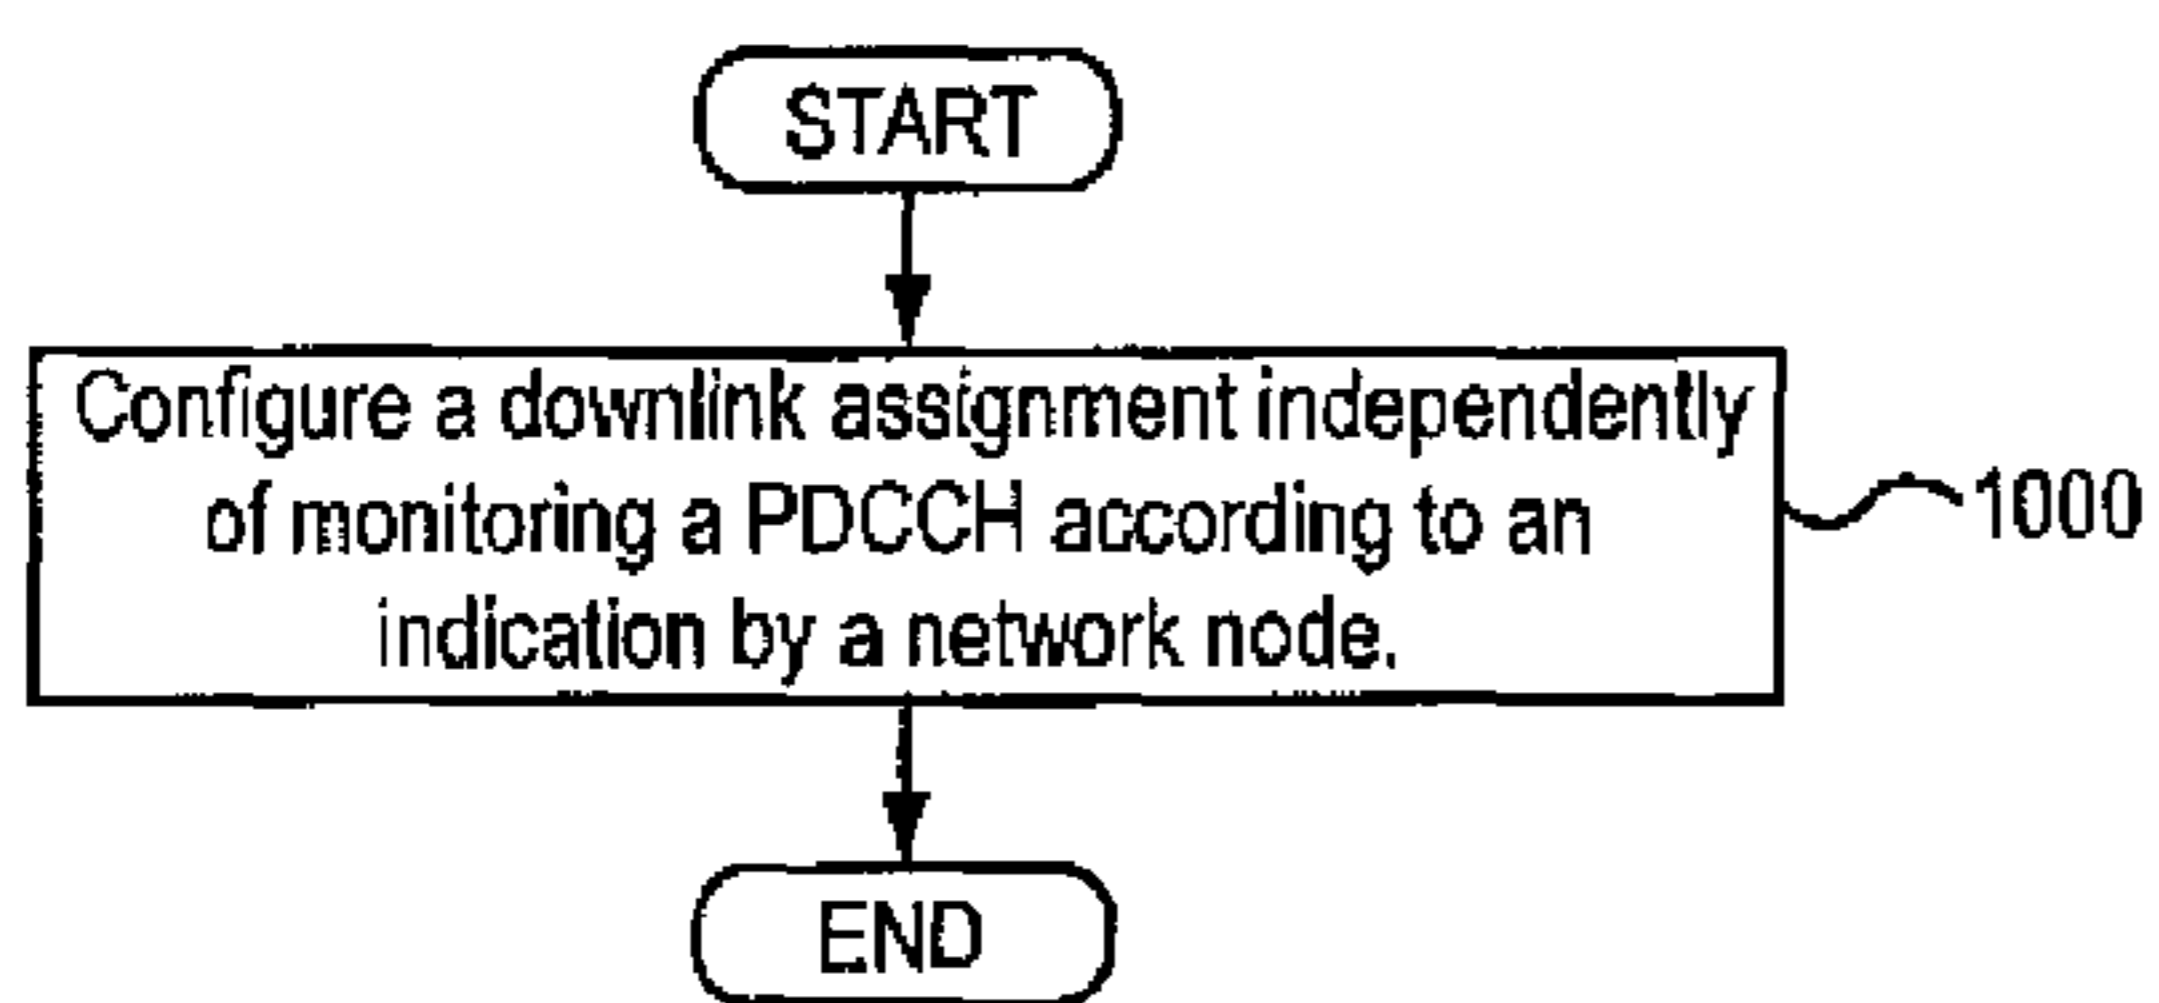 START
Configure a downlink assignment independently
of monitoring a PDCCH according to an
indication by a network node.
1000
END